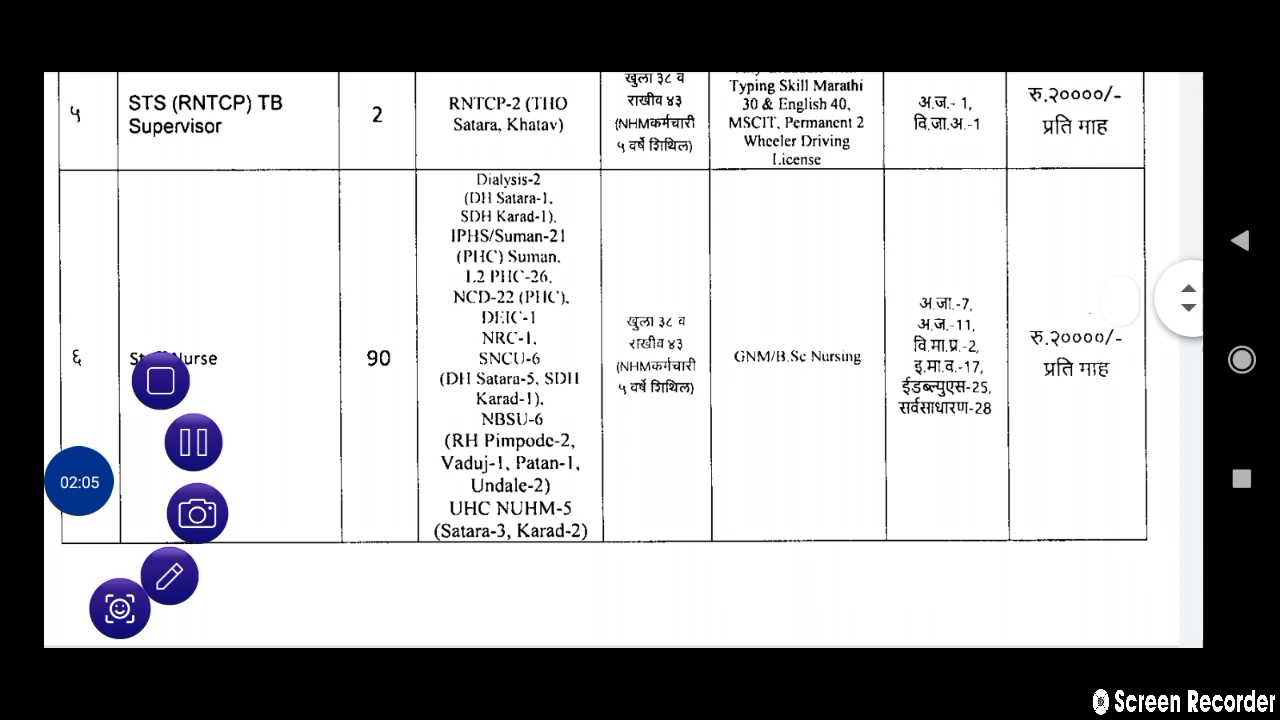 ५
STS (RNTCP) TB
Supervisor
2
RNTCP-2 (THO
Satara, Khatav)
खुला ३८ व
राखीव ४३
(NHMकर्मचारी
५ वर्षे शिथिल)
Typing Skill Marathi
30 & English 40,
MSCIT, Permanent 2
Wheeler Driving
License
अ.ज.- 1,
वि.जा.अ.-1
रु.२००००/-
प्रति माह
६
Nurse
90
Dialysis-2
(DH Satara-1,
SDH Karad-1),
IPHS/Suman-21
(PHC) Suman,
L2 PHC-26,
NCD-22 (PHC),
DEIC-1
NRC-1,
SNCU-6
(DH Satara-5, SDH
Karad-1),
NBSU-6
(RH Pimpode-2,
Vaduj-1, Patan-1,
Undale-2)
UHC NUHM-5
(Satara-3, Karad-2)
खुला ३८ व
राखीव ४३
(NHMकर्मचारी
५ वर्षे शिथिल)
GNM/B.Sc Nursing
अ.जा.-7,
अ.ज.-11,
वि.मा.प्र.-2,
इ.मा.व.-17,
ईडब्ल्युएस-25,
सर्वसाधारण-28
रु.२००००/-
प्रति माह
02:05
Screen Recorder